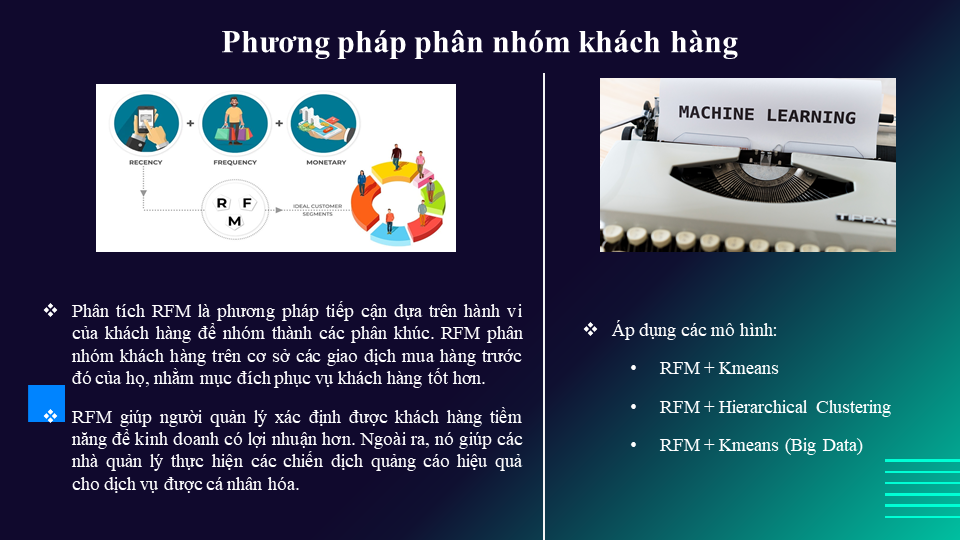 Phương pháp phân nhóm khách hàng
RECENCY + FREQUENCY + MONETARY
R F
M
IDEAL CUSTOMER
SEGMENTS
❖ Phân tích RFM là phương pháp tiếp cận dựa trên hành vi
của khách hàng để nhóm thành các phân khúc. RFM phân
nhóm khách hàng trên cơ sở các giao dịch mua hàng trước
đó của họ, nhằm mục đích phục vụ khách hàng tốt hơn.
❖ RFM giúp người quản lý xác định được khách hàng tiềm
năng để kinh doanh có lợi nhuận hơn. Ngoài ra, nó giúp các
nhà quản lý thực hiện các chiến dịch quảng cáo hiệu quả
cho dịch vụ được cá nhân hóa.
MACHINE LEARNING
❖ Áp dụng các mô hình:
• RFM + Kmeans
• RFM + Hierarchical Clustering
• RFM + Kmeans (Big Data)